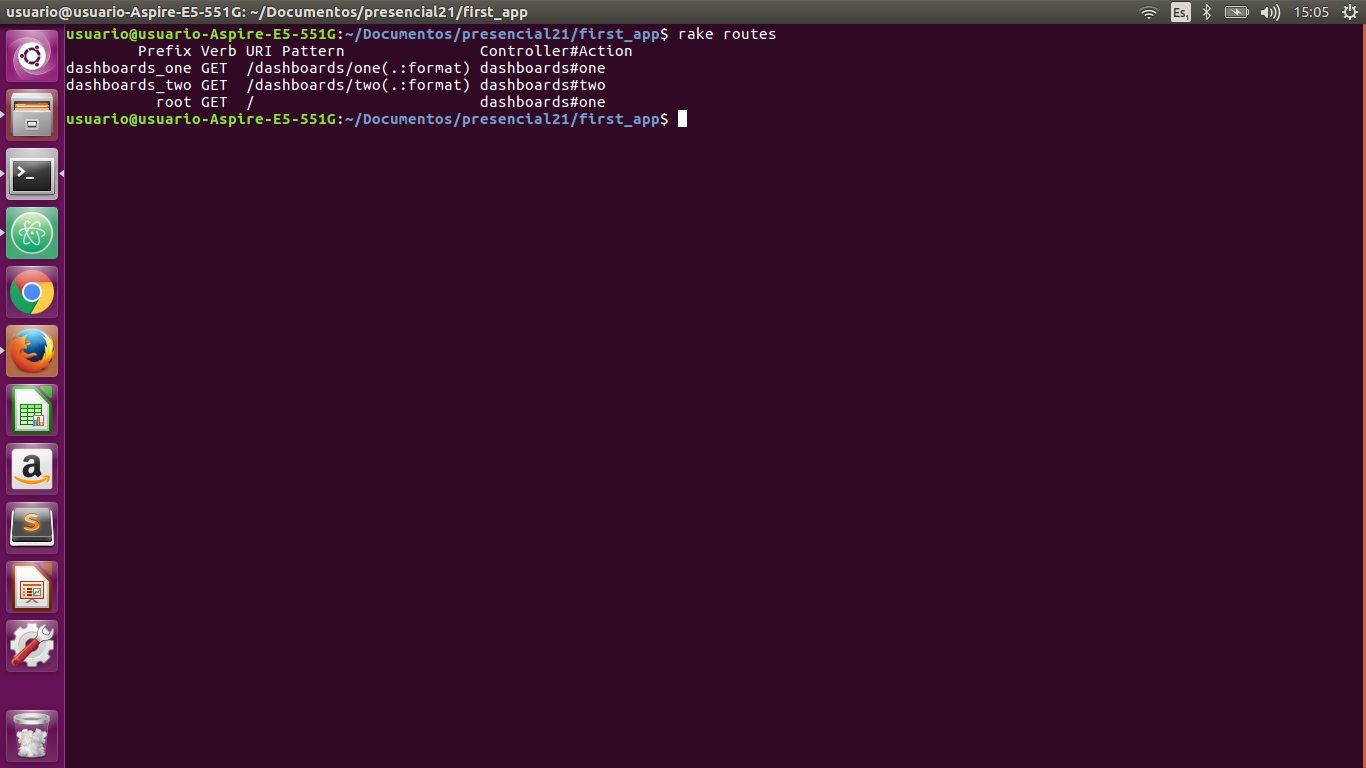 usuario@usuario-Aspire-E5-551G: ~/Documentos/presencial21/first_app
Es1
15:05
usuario@usuario-Aspire-E5-551G:~/Documentos/presencial21/first_app$ rake routes
        Prefix Verb URI Pattern               Controller#Action
dashboards_one GET  /dashboards/one(.:format) dashboards#one
dashboards_two GET  /dashboards/two(.:format) dashboards#two
          root GET  /                         dashboards#one
usuario@usuario-Aspire-E5-551G:~/Documentos/presencial21/first_app$
>_
a
S